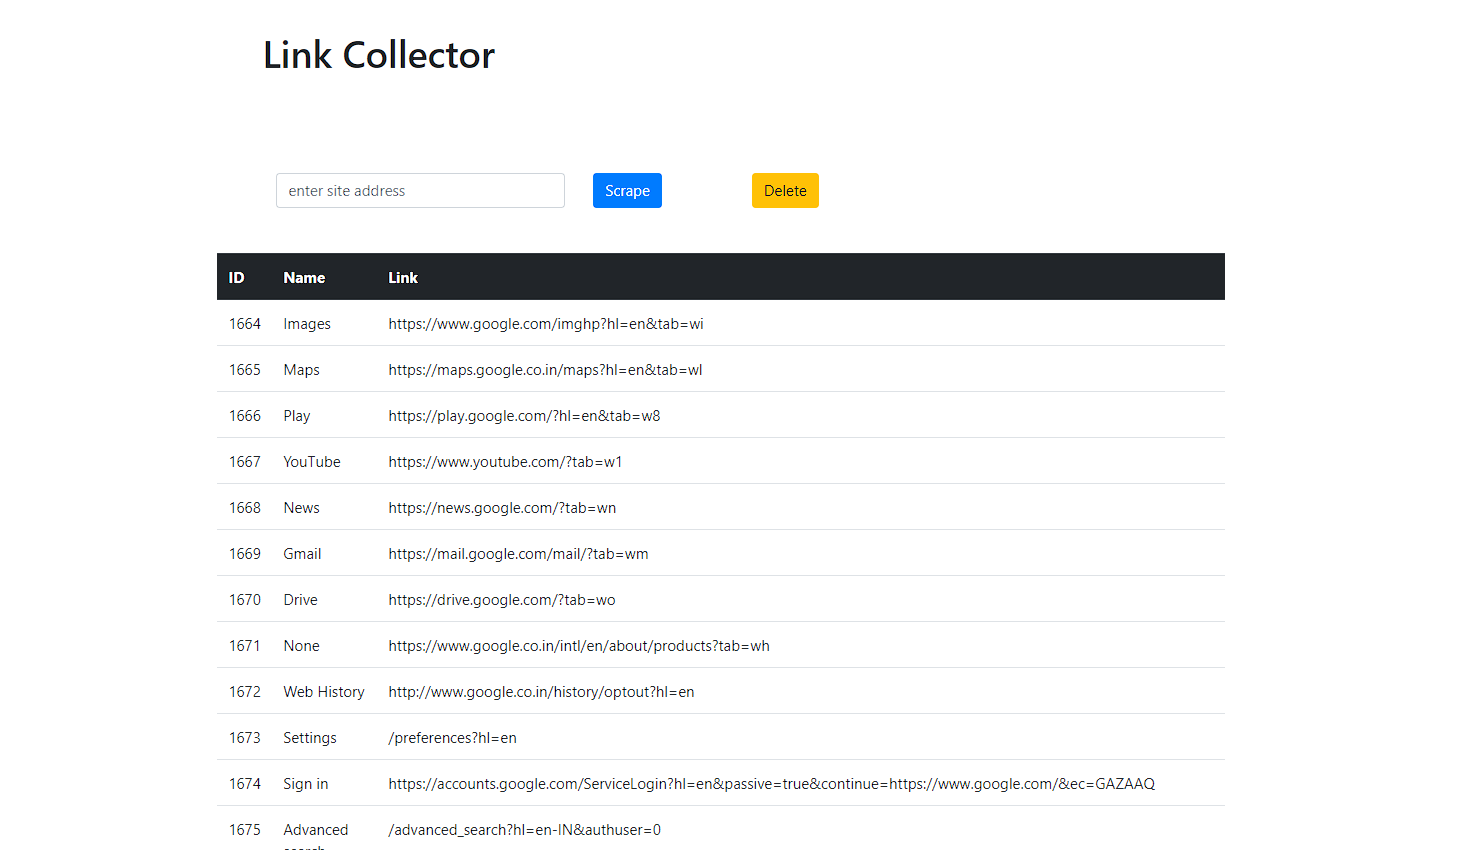 Link Collector
enter site address Scrape Delete
ID Name Link
1664 Images https://www.google.com/imghp?hl=en&tab=wi
1665 Maps https://maps.google.co.in/maps?hl=en&tab=wl
1666 Play https://play.google.com/?hl=en&tab=w8
1667 YouTube https://www.youtube.com/?tab=w1
1668 News https://news.google.com/?tab=wn
1669 Gmail https://mail.google.com/mail/?tab=wm
1670 Drive https://drive.google.com/?tab=wo
1671 None https://www.google.co.in/intl/en/about/products?tab=wh
1672 Web History http://www.google.co.in/history/optout?hl=en
1673 Settings /preferences?hl=en
1674 Sign in https://accounts.google.com/ServiceLogin?hl=en&passive=true&continue=https://www.google.com/&ec=GAZAAQ
1675 Advanced /advanced_search?hl=en-IN&authuser=0